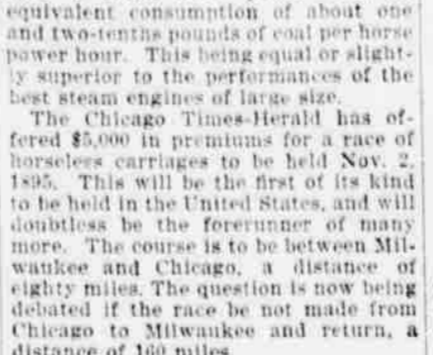 equivalent consumption of about one
and two-tenths pounds of coal per horse
power hour. This being equal or slight-
ly superior to the performances of the
best steam engines of large size.
The Chicago Times-Herald has of-
fered $5,000 in premiums for a race of
horseless carriages to be held Nov. 2,
1895. This will be the first of its kind
to be held in the United States, and will
doubtless be the forerunner of many
more. The course is to be between Mil-
waukee and Chicago, a distance of
eighty miles. The question is now being
debated if the race be not made from
Chicago to Milwaukee and return, a
distance of 160 miles.